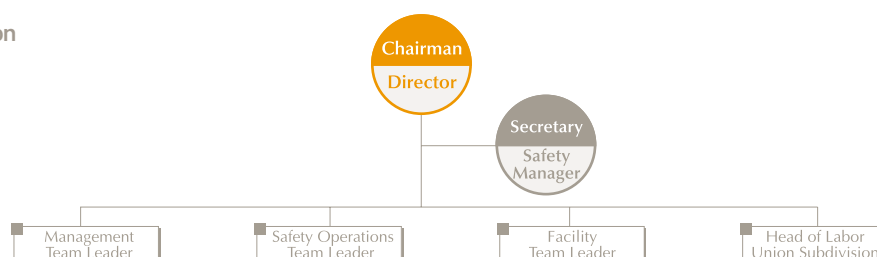 on
Chairman
Director
Secretary
Safety
Manager
Management
Team Leader
Safety Operations
Team Leader
Facility
Team Leader
Head of Labor
Union Subdivision